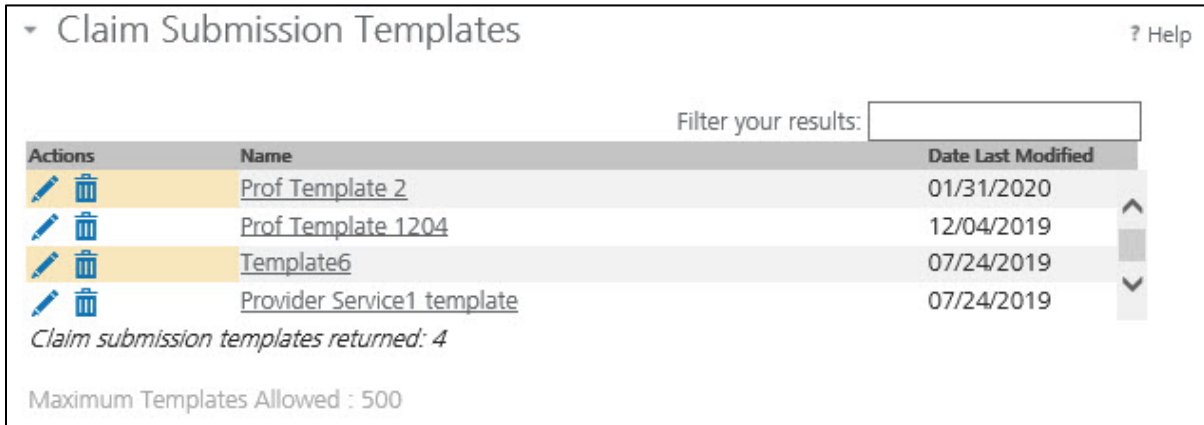 Claim Submission Templates ? Help
Filter your results:
Actions Name Date Last Modified
Prof Template 2 01/31/2020
Prof Template 1204 12/04/2019
Template6 07/24/2019
Provider Service1 template 07/24/2019
Claim submission templates returned: 4
Maximum Templates Allowed : 500